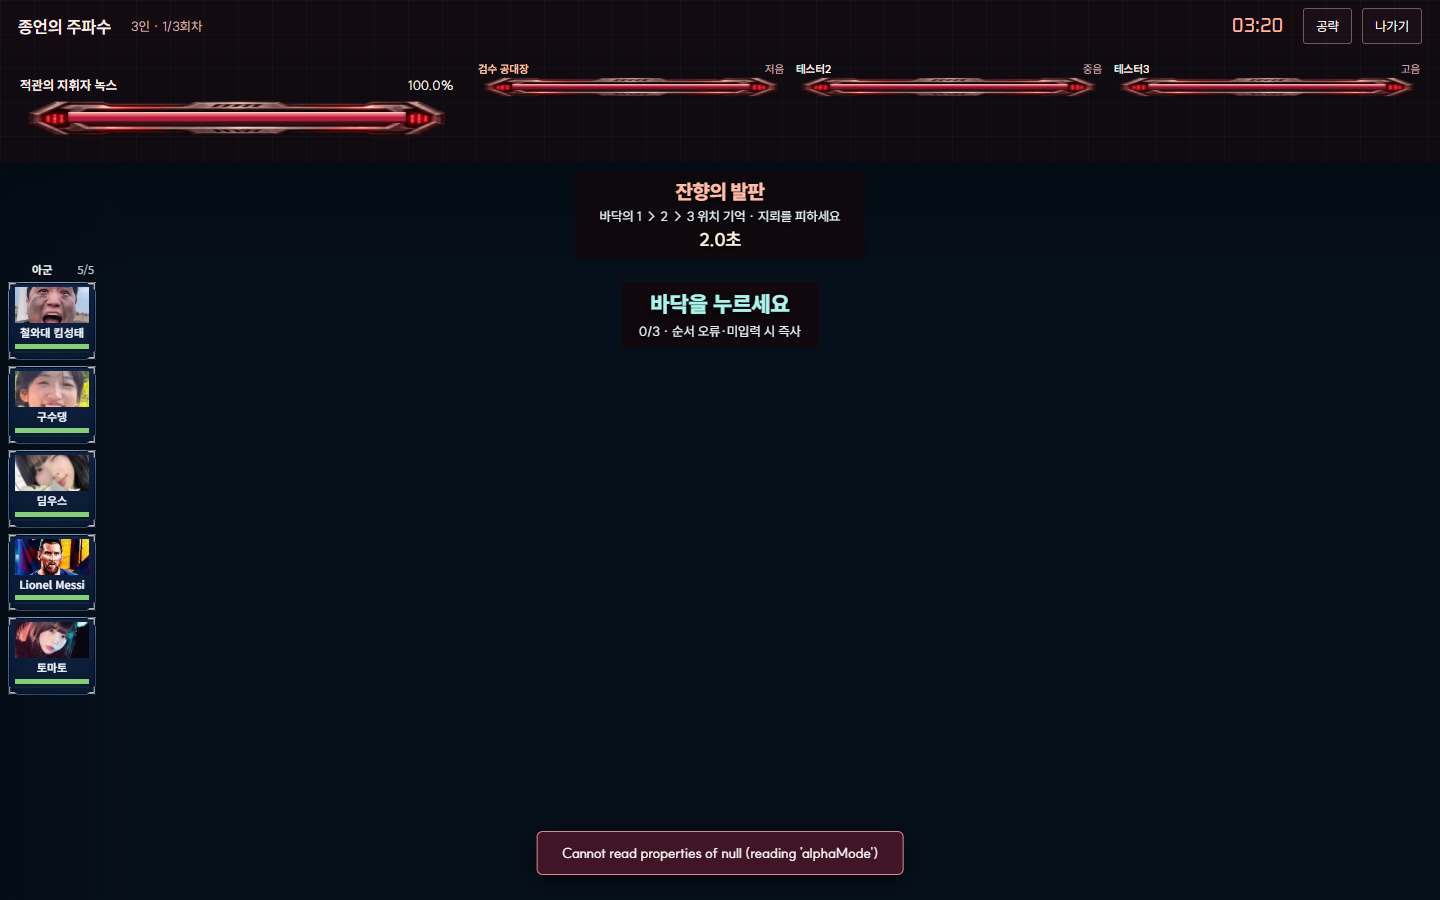 종언의 주파수
3인 · 1/3회차
03:20
공략
나가기
적관의 지휘자 녹스
100.0%
검수 공대장
저음
테스터2
중음
테스터3
고음
잔향의 발판
바닥의 1 > 2 > 3 위치 기억 · 지뢰를 피하세요
2.0초
바닥을 누르세요
0/3 · 순서 오류·미입력 시 즉사
아군
5/5
철와대 킴성태
구수뎅
딤우스
Lionel Messi
토마토
Cannot read properties of null (reading 'alphaMode')